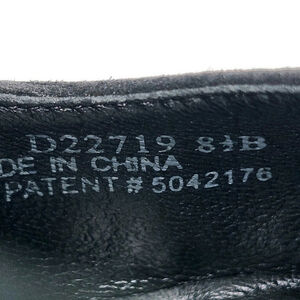 D22719 8½B
DE IN CHINA
PATENT # 5042176